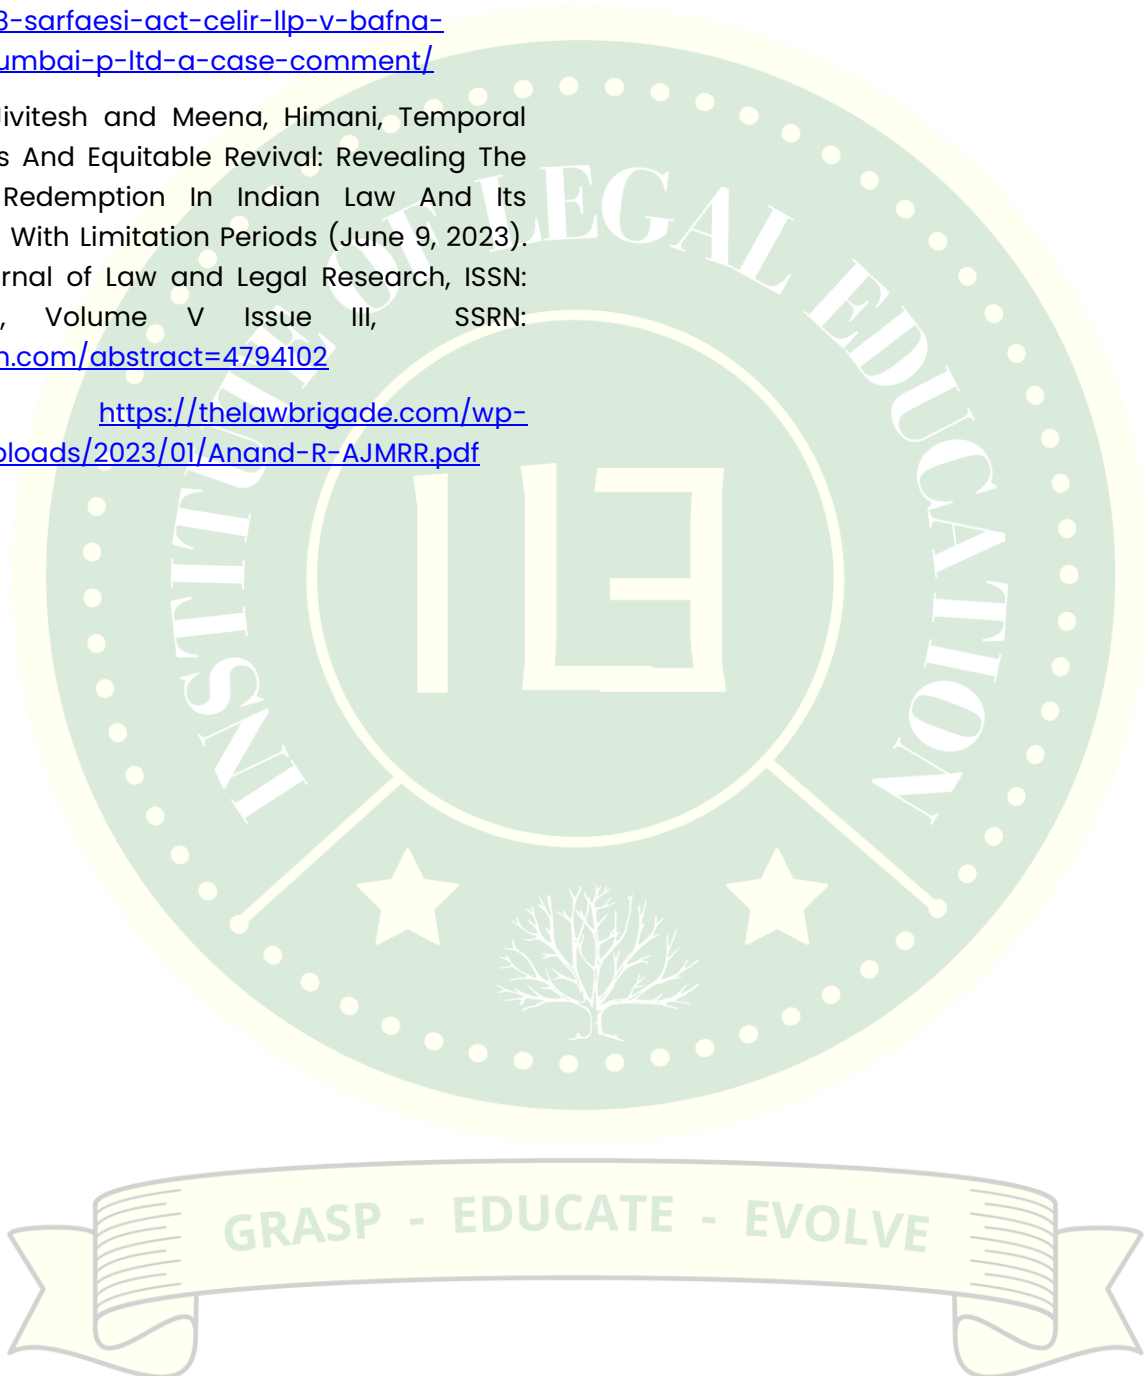 3-sarfaesi-act-celir-llp-v-bafna-
umbai-p-ltd-a-case-comment/
Jivitesh and Meena, Himani, Temporal
s And Equitable Revival: Revealing The
Redemption In Indian Law And Its
With Limitation Periods (June 9, 2023).
rnal of Law and Legal Research, ISSN:
, Volume V Issue III, SSRN:
n.com/abstract=4794102
https://thelawbrigade.com/wp-
ploads/2023/01/Anand-R-AJMRR.pdf
INSTITUTE OF LEGAL EDUCATION
ILE
GRASP - EDUCATE - EVOLVE